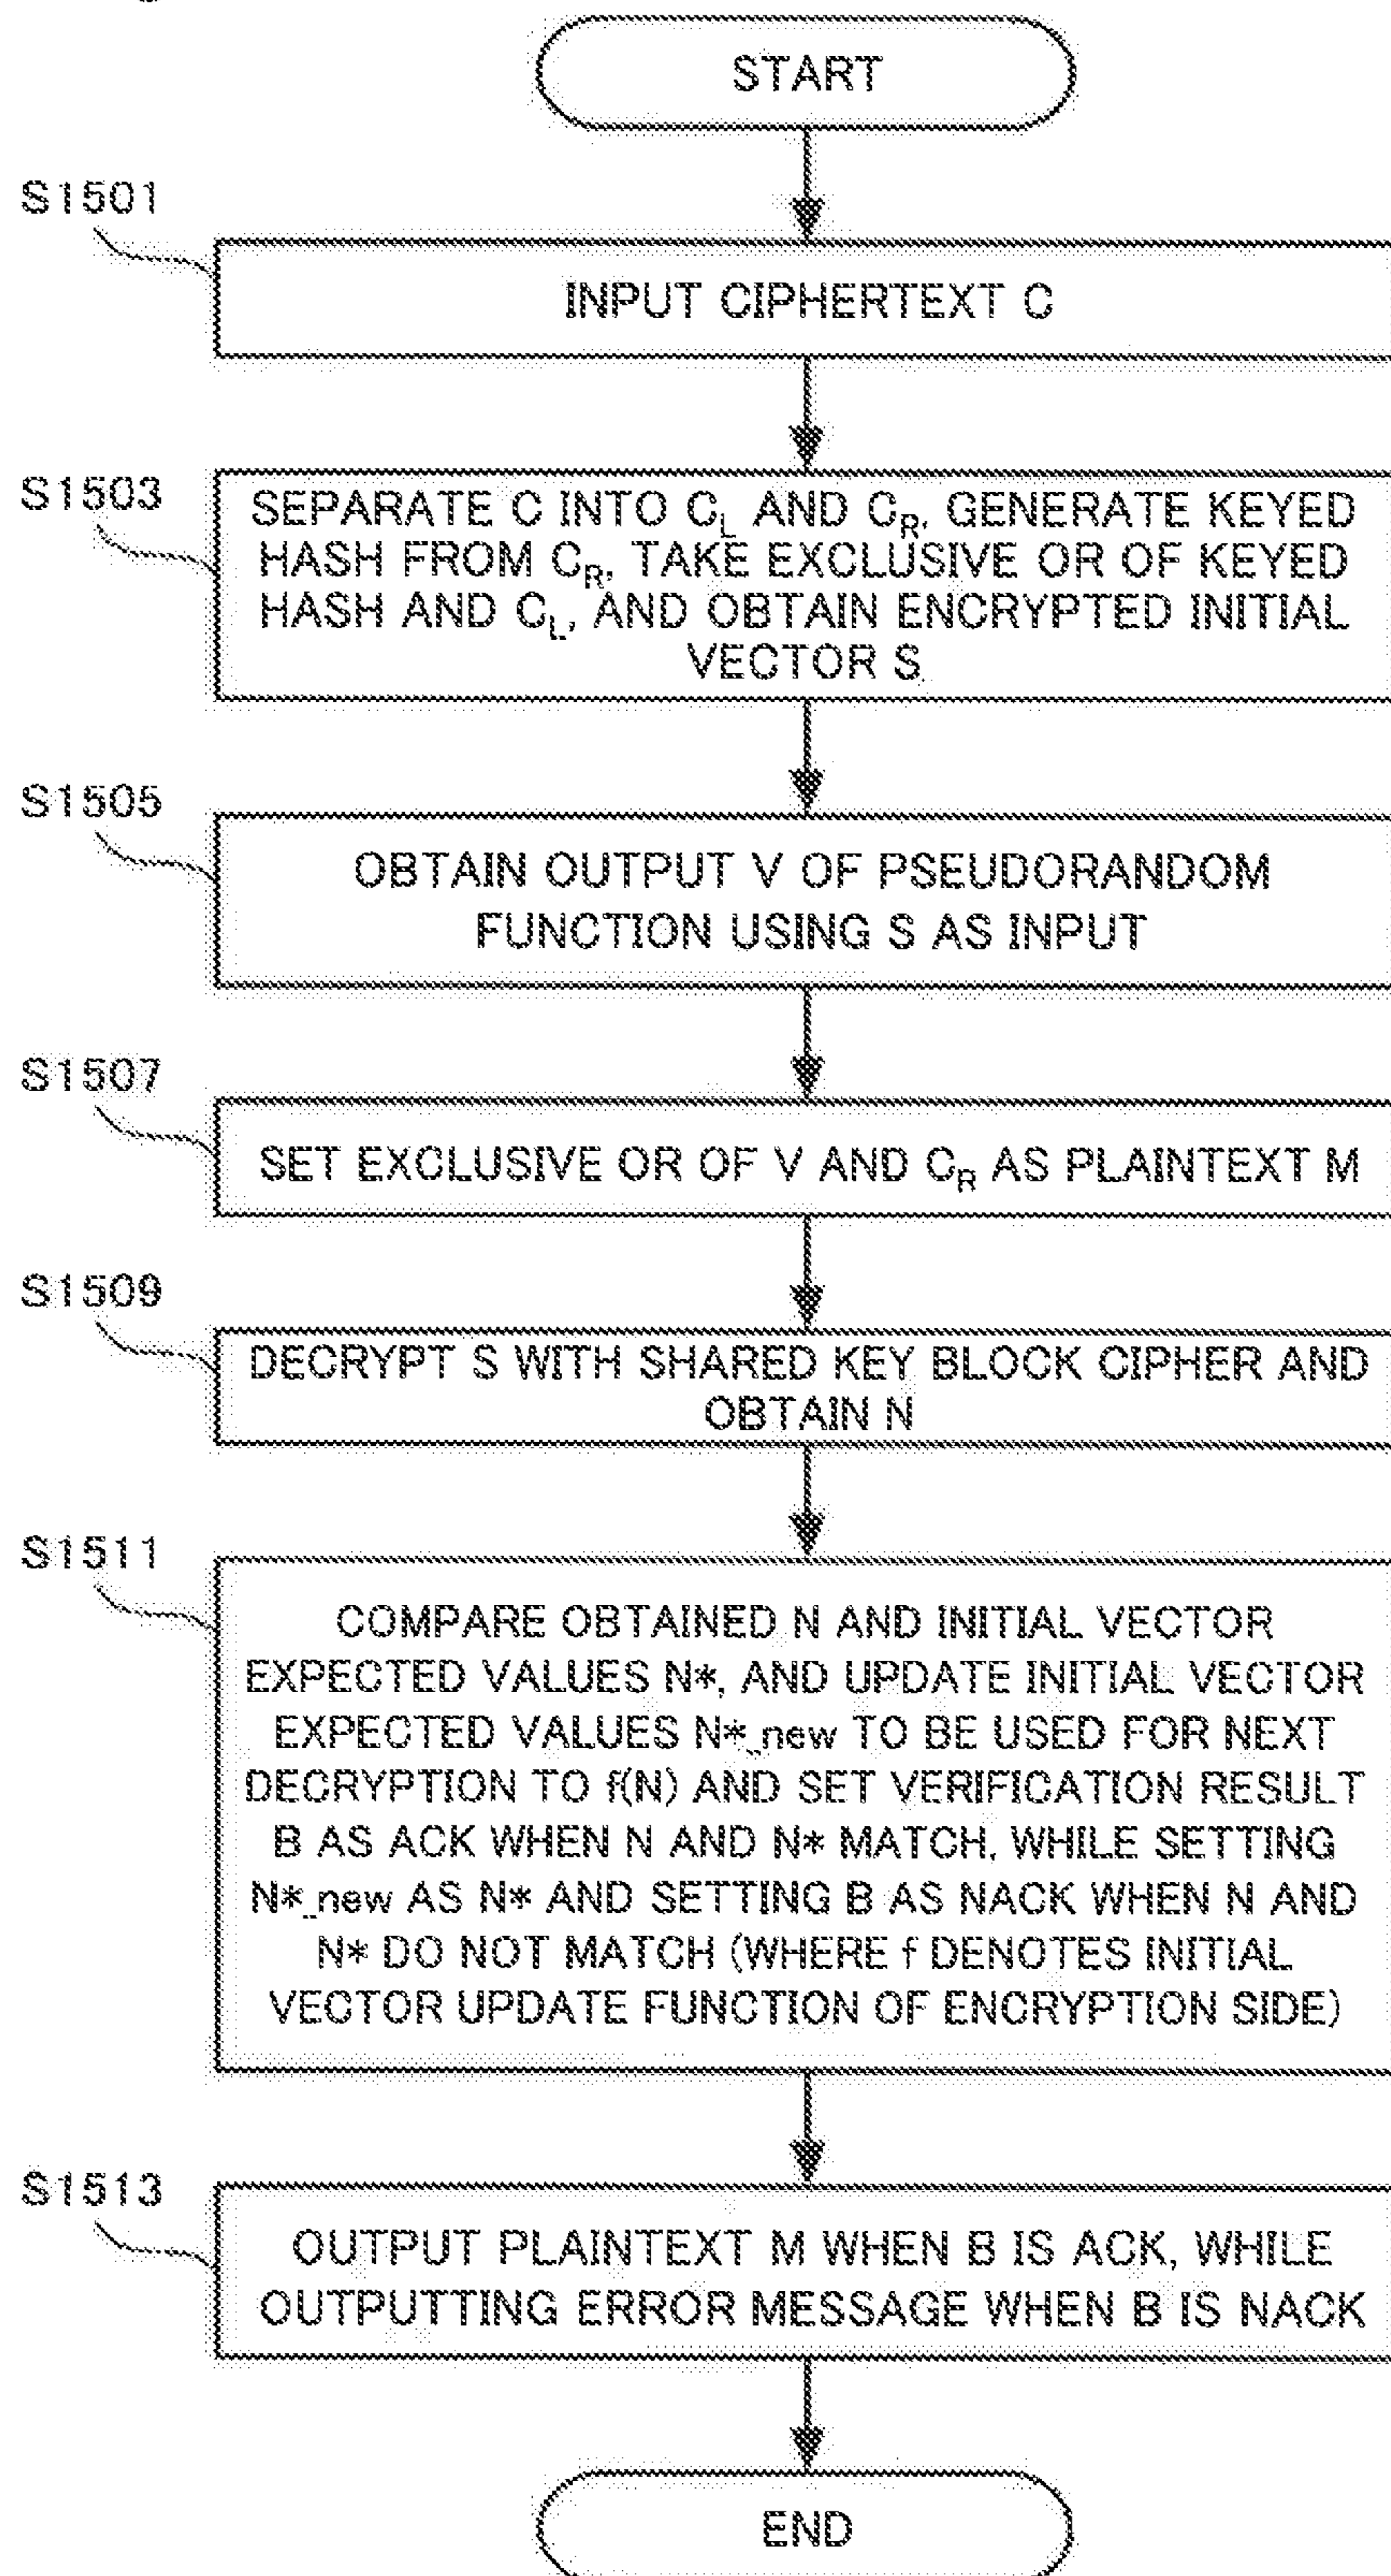 START
S1501
INPUT CIPHERTEXT C
S1503
SEPARATE C INTO C_L AND C_R, GENERATE KEYED
HASH FROM C_R, TAKE EXCLUSIVE OR OF KEYED
HASH AND C_L, AND OBTAIN ENCRYPTED INITIAL
VECTOR S
S1505
OBTAIN OUTPUT V OF PSEUDORANDOM
FUNCTION USING S AS INPUT
S1507
SET EXCLUSIVE OR OF V AND C_R AS PLAINTEXT M
S1509
DECRYPT S WITH SHARED KEY BLOCK CIPHER AND
OBTAIN N
S1511
COMPARE OBTAINED N AND INITIAL VECTOR
EXPECTED VALUES N*, AND UPDATE INITIAL VECTOR
EXPECTED VALUES N*_new TO BE USED FOR NEXT
DECRYPTION TO f(N) AND SET VERIFICATION RESULT
B AS ACK WHEN N AND N* MATCH, WHILE SETTING
N*_new AS N* AND SETTING B AS NACK WHEN N AND
N* DO NOT MATCH (WHERE f DENOTES INITIAL
VECTOR UPDATE FUNCTION OF ENCRYPTION SIDE)
S1513
OUTPUT PLAINTEXT M WHEN B IS ACK, WHILE
OUTPUTTING ERROR MESSAGE WHEN B IS NACK
END